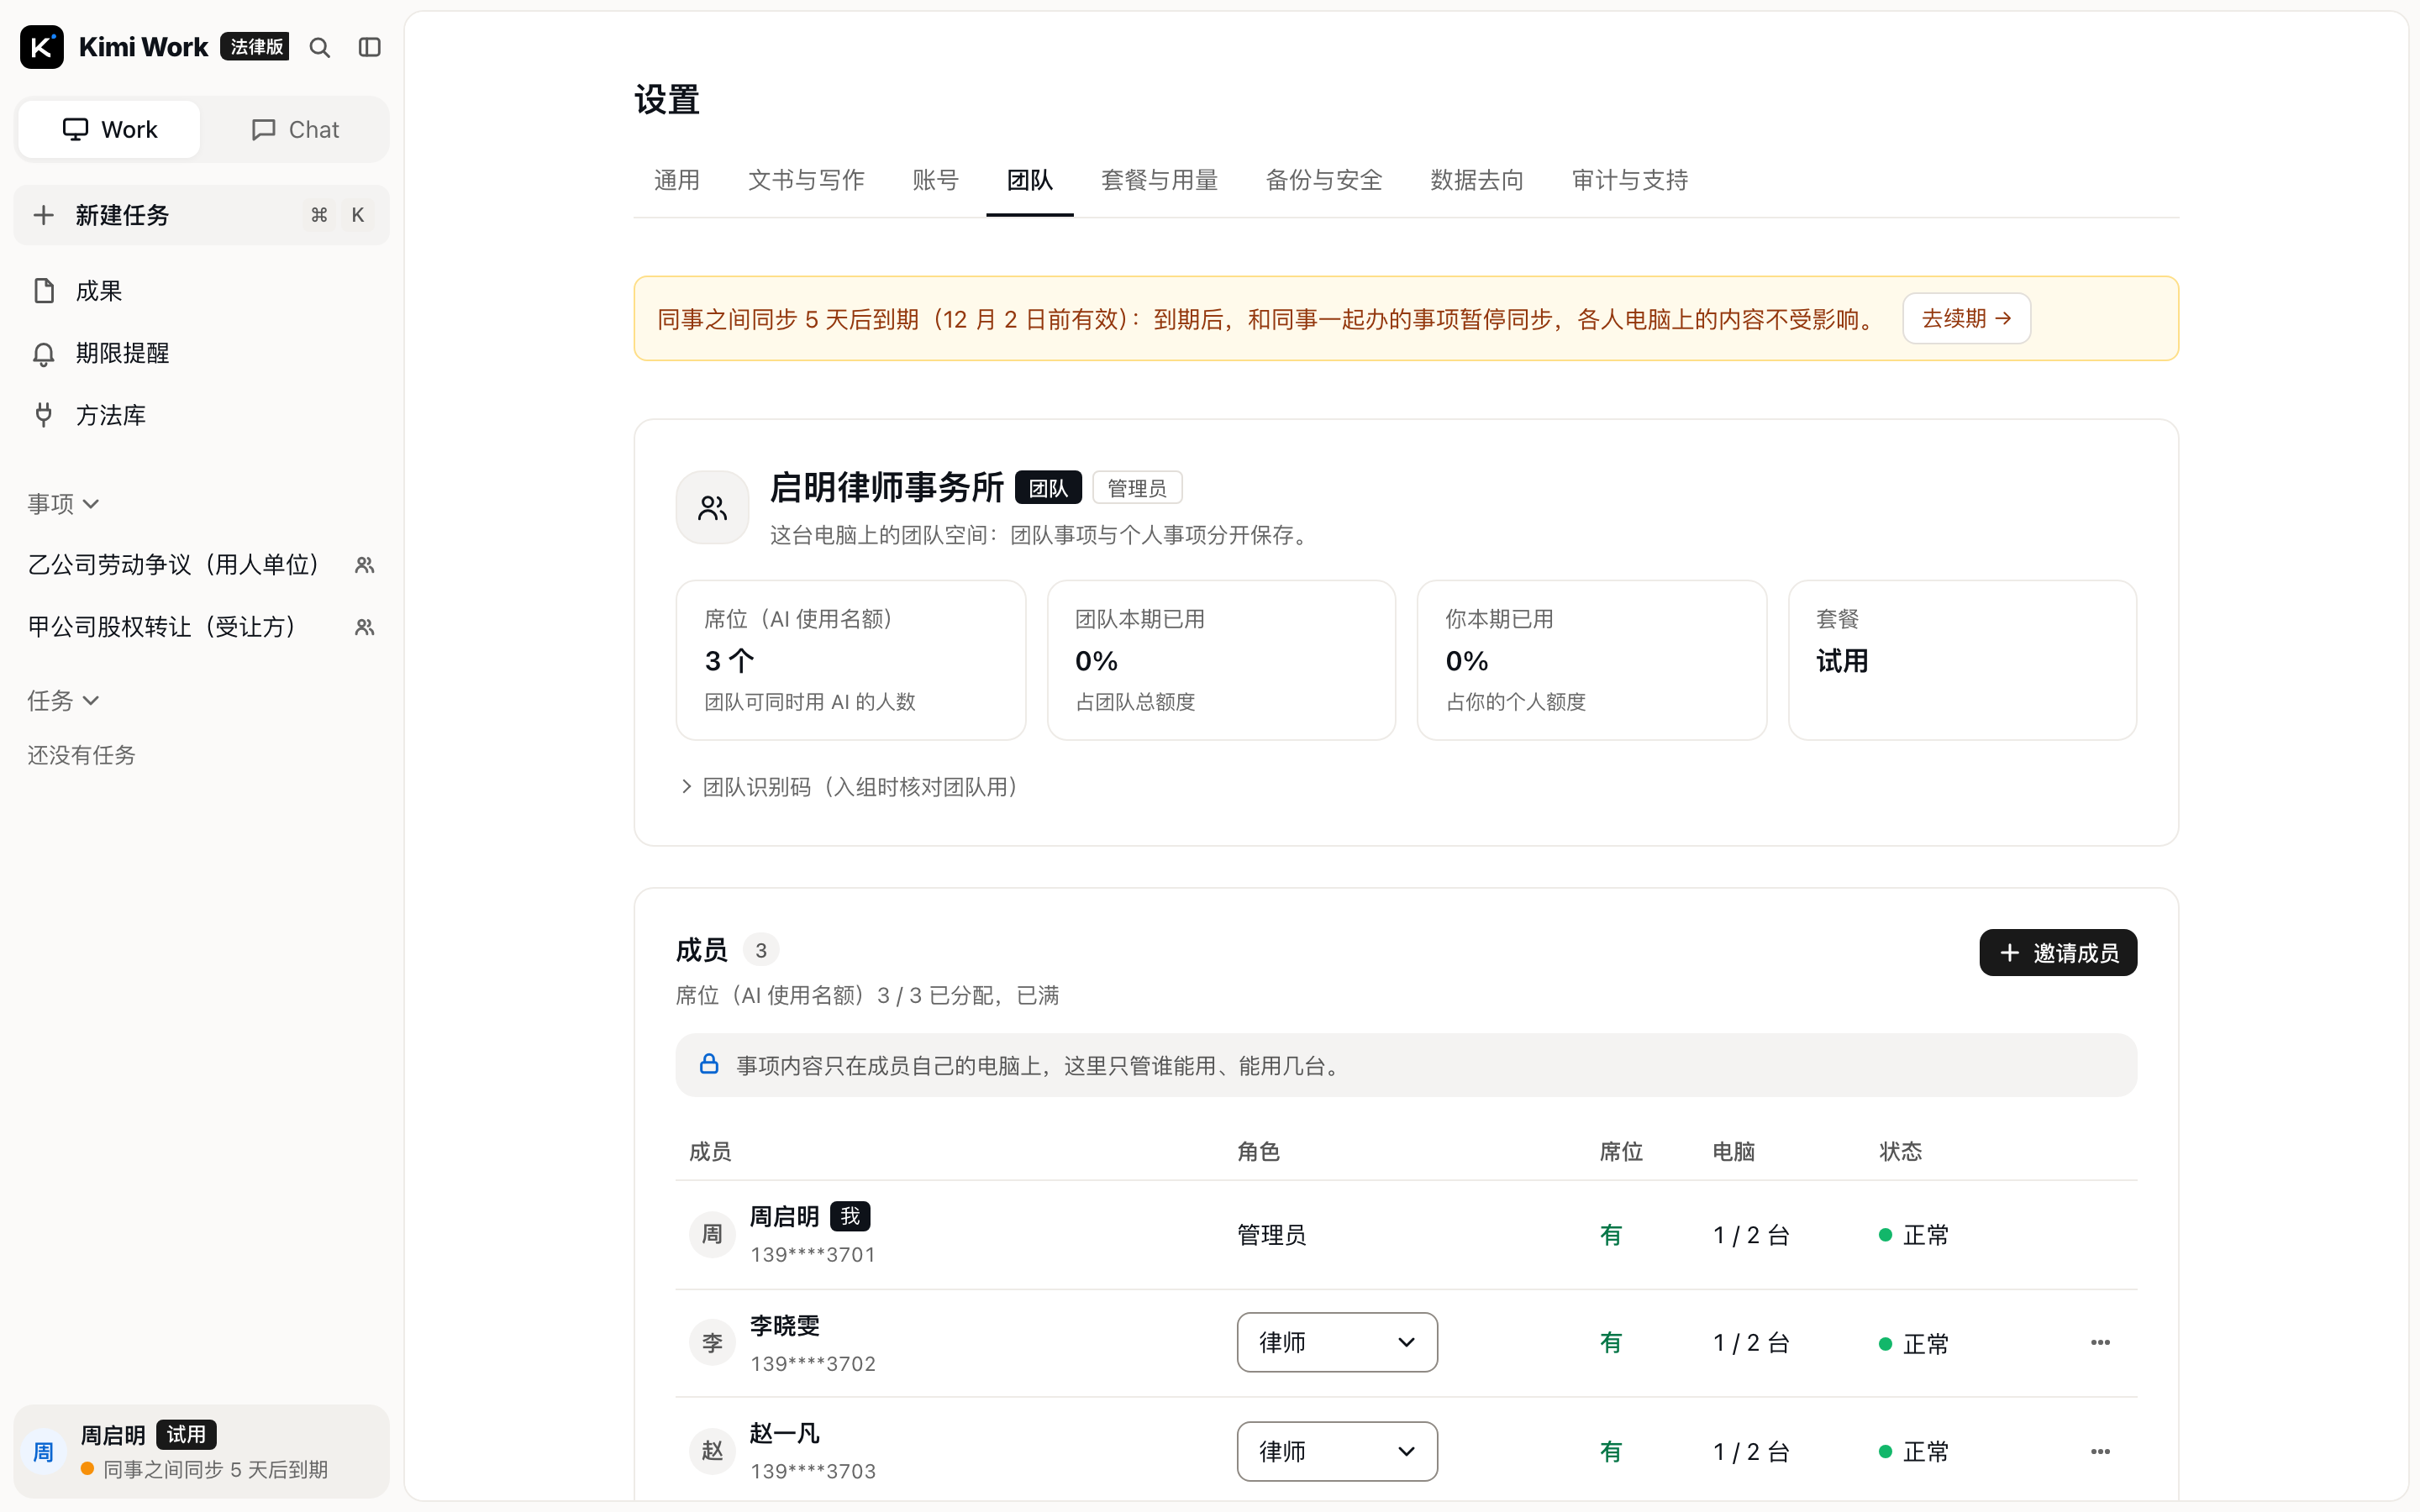 Kimi Work 法律版
Work Chat
新建任务 ⌘ K
成果
期限提醒
方法库
事项
乙公司劳动争议（用人单位）
甲公司股权转让（受让方）
任务
还没有任务
周 周启明 试用
同事之间同步 5 天后到期
设置
通用 文书与写作 账号 团队 套餐与用量 备份与安全 数据去向 审计与支持
同事之间同步 5 天后到期（12 月 2 日前有效）：到期后，和同事一起办的事项暂停同步，各人电脑上的内容不受影响。 去续期 →
启明律师事务所 团队 管理员
这台电脑上的团队空间：团队事项与个人事项分开保存。
席位（AI 使用名额）
3 个
团队可同时用 AI 的人数
团队本期已用
0%
占团队总额度
你本期已用
0%
占你的个人额度
套餐
试用
团队识别码（入组时核对团队用）
成员 3
邀请成员
席位（AI 使用名额）3 / 3 已分配，已满
事项内容只在成员自己的电脑上，这里只管谁能用、能用几台。
成员 角色 席位 电脑 状态
周 周启明 我
139****3701
管理员 有 1 / 2 台 正常
李 李晓雯
139****3702
律师 有 1 / 2 台 正常
赵 赵一凡
139****3703
律师 有 1 / 2 台 正常